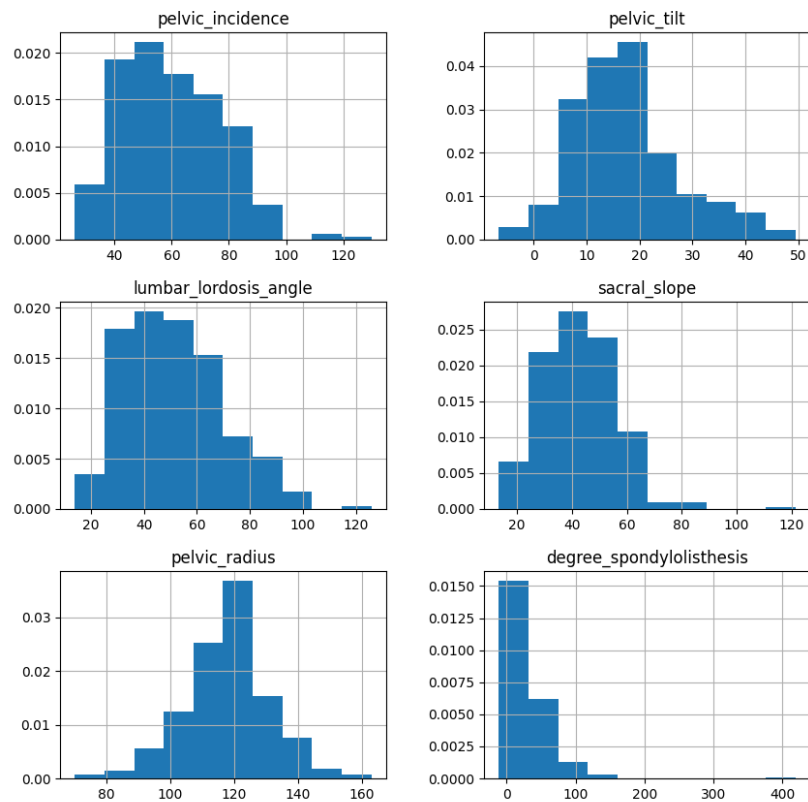 pelvic_incidence
0.020
0.015
0.010
0.005
0.000
40 60 80 100 120
pelvic_tilt
0.04
0.03
0.02
0.01
0.00
0 10 20 30 40 50
lumbar_lordosis_angle
0.020
0.015
0.010
0.005
0.000
20 40 60 80 100 120
sacral_slope
0.025
0.020
0.015
0.010
0.005
0.000
20 40 60 80 100 120
pelvic_radius
0.03
0.02
0.01
0.00
80 100 120 140 160
degree_spondylolisthesis
0.0150
0.0125
0.0100
0.0075
0.0050
0.0025
0.0000
0 100 200 300 400